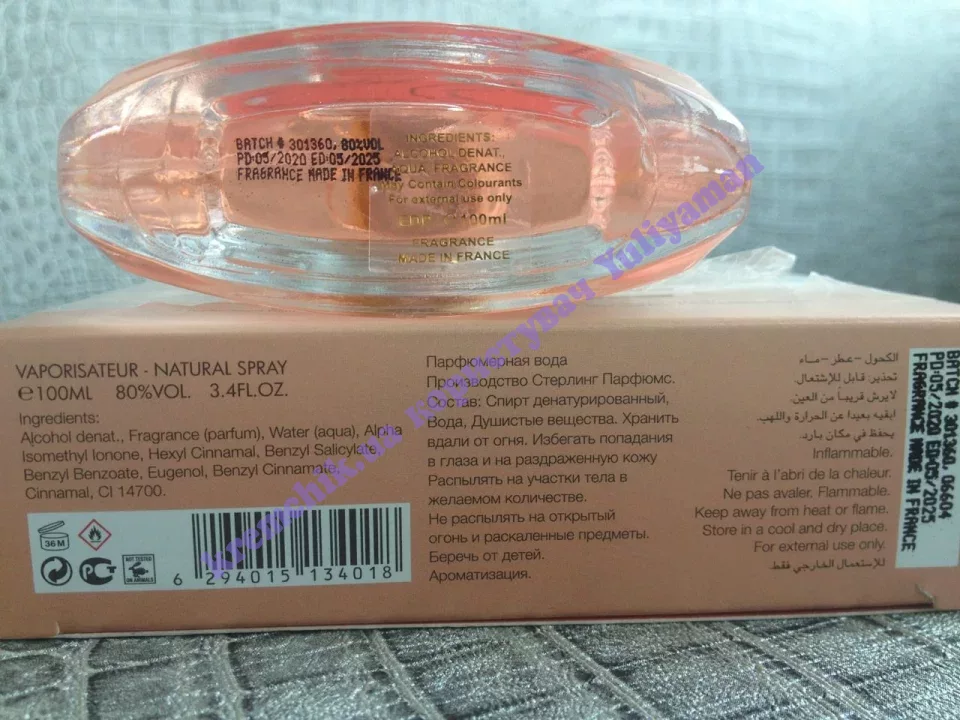 BATCH # 301360, 80%VOL
PD:05/2020 ED:05/2025
FRAGRANCE MADE IN FRANCE
INGREDIENTS:
ALCOHOL DENAT.,
AQUA, FRAGRANCE
May Contain Colourants
For external use only
EDP 100ml
FRAGRANCE
MADE IN FRANCE
VAPORISATEUR - NATURAL SPRAY
℮100ML 80%VOL. 3.4FL.OZ.
Ingredients:
Alcohol denat., Fragrance (parfum), Water (aqua), Alpha
Isomethyl Ionone, Hexyl Cinnamal, Benzyl Salicylate,
Benzyl Benzoate, Eugenol, Benzyl Cinnamate,
Cinnamal, CI 14700.
36M
NOT TESTED
ON ANIMALS
6 294015 134018
Парфюмерная вода
Производство Стерлинг Парфюмс.
Состав: Спирт денатурированный,
Вода, Душистые вещества. Хранить
вдали от огня. Избегать попадания
в глаза и на раздраженную кожу
Распылять на участки тела в
желаемом количестве.
Не распулять на открытый
огонь и раскаленные предметы.
Беречь от детей.
Ароматизация.
الكحول - عطر - ماء
تحذير: قابل للإشتعال.
لايرش قريباً من العين.
ابقيه بعيدا عن الحرارة واللهب.
يحفظ في مكان بارد.
Inflammable.
Tenir à l'abri de la chaleur.
Ne pas avaler. Flammable.
Keep away from heat or flame.
Store in a cool and dry place.
For external use only.
للإستعمال الخارجي فقط.
BATCH # 301360, 06604
PD:05/2020 ED:05/2025
FRAGRANCE MADE IN FRANCE
kremchik.ua Користувач Yuliyaman